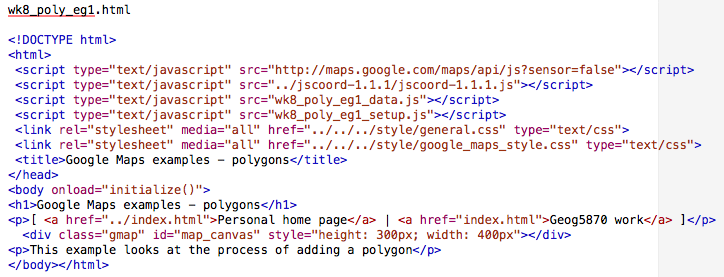 wk8_poly_eg1.html
<!DOCTYPE html>
<html>
<script type="text/javascript" src="http://maps.google.com/maps/api/js?sensor=false"></script>
<script type="text/javascript" src="../jscoord-1.1.1/jscoord-1.1.1.js"></script>
<script type="text/javascript" src="wk8_poly_eg1_data.js"></script>
<script type="text/javascript" src="wk8_poly_eg1_setup.js"></script>
<link rel="stylesheet" media="all" href="../../../style/general.css" type="text/css">
<link rel="stylesheet" media="all" href="../../../style/google_maps_style.css" type="text/css">
<title>Google Maps examples - polygons</title>
</head>
<body onload="initialize()">
<h1>Google Maps examples - polygons</h1>
<p>[ <a href="../index.html">Personal home page</a> | <a href="index.html">Geog5870 work</a> ]</p>
<div class="gmap" id="map_canvas" style="height: 300px; width: 400px"></div>
<p>This example looks at the process of adding a polygon</p>
</body></html>